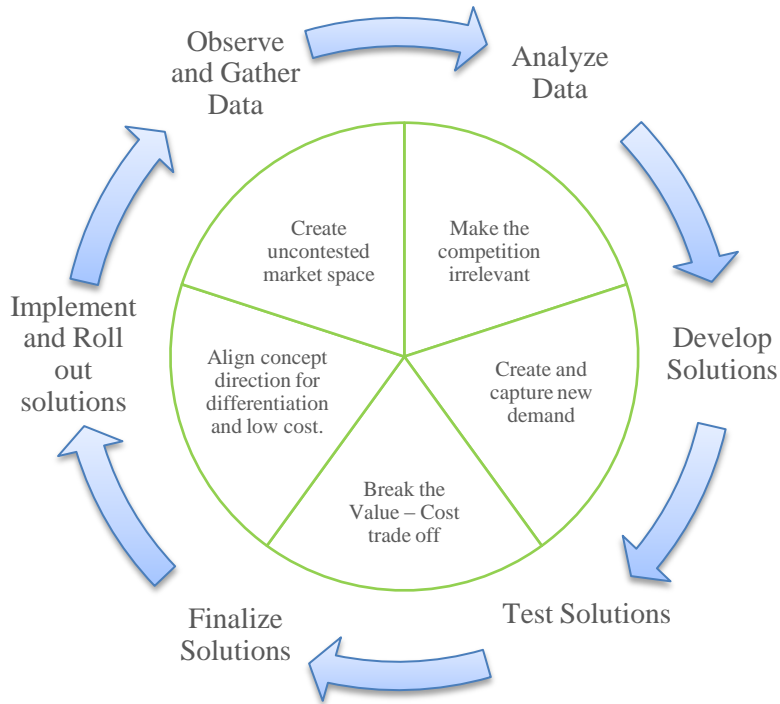 Observe
and Gather
Data
Analyze
Data
Develop
Solutions
Test Solutions
Finalize
Solutions
Implement
and Roll
out
solutions
Create
uncontested
market space
Make the
competition
irrelevant
Create and
capture new
demand
Break the
Value – Cost
trade off
Align concept
direction for
differentiation
and low cost.